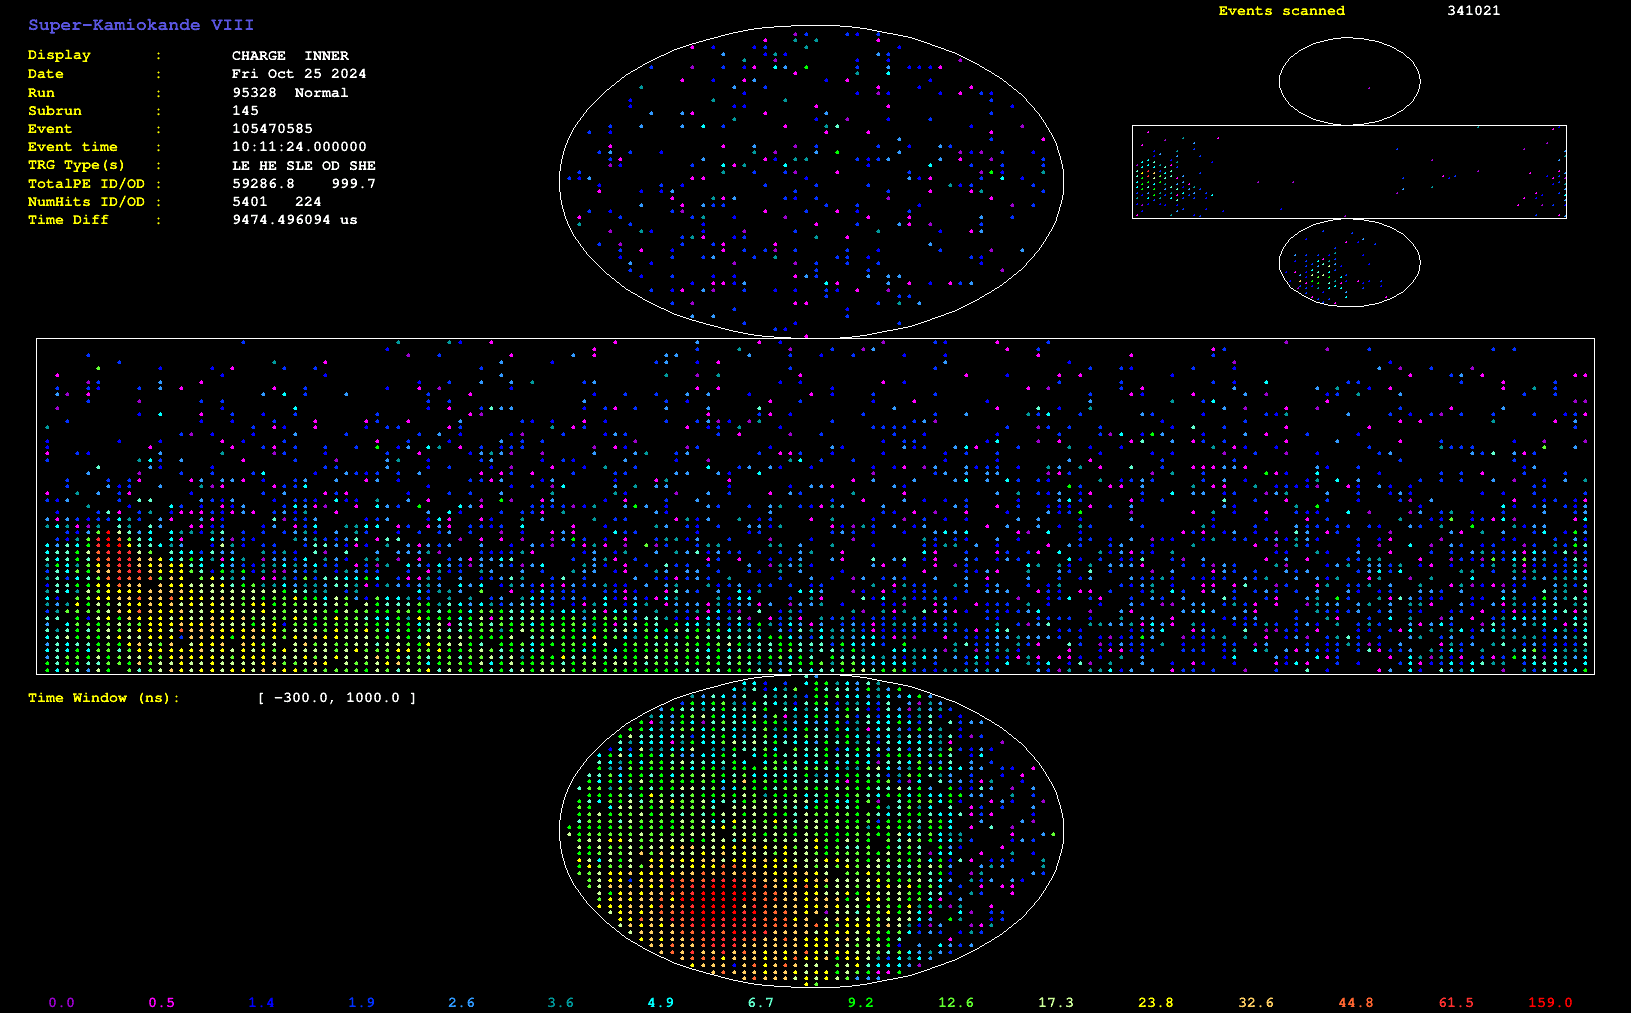 Super-Kamiokande VIII
Events scanned 341021
Display : CHARGE INNER
Date : Fri Oct 25 2024
Run : 95328 Normal
Subrun : 145
Event : 105470585
Event time : 10:11:24.000000
TRG Type(s) : LE HE SLE OD SHE
TotalPE ID/OD : 59286.8 999.7
NumHits ID/OD : 5401 224
Time Diff : 9474.496094 us
Time Window (ns): [ -300.0, 1000.0 ]
0.0 0.5 1.4 1.9 2.6 3.6 4.9 6.7 9.2 12.6 17.3 23.8 32.6 44.8 61.5 159.0